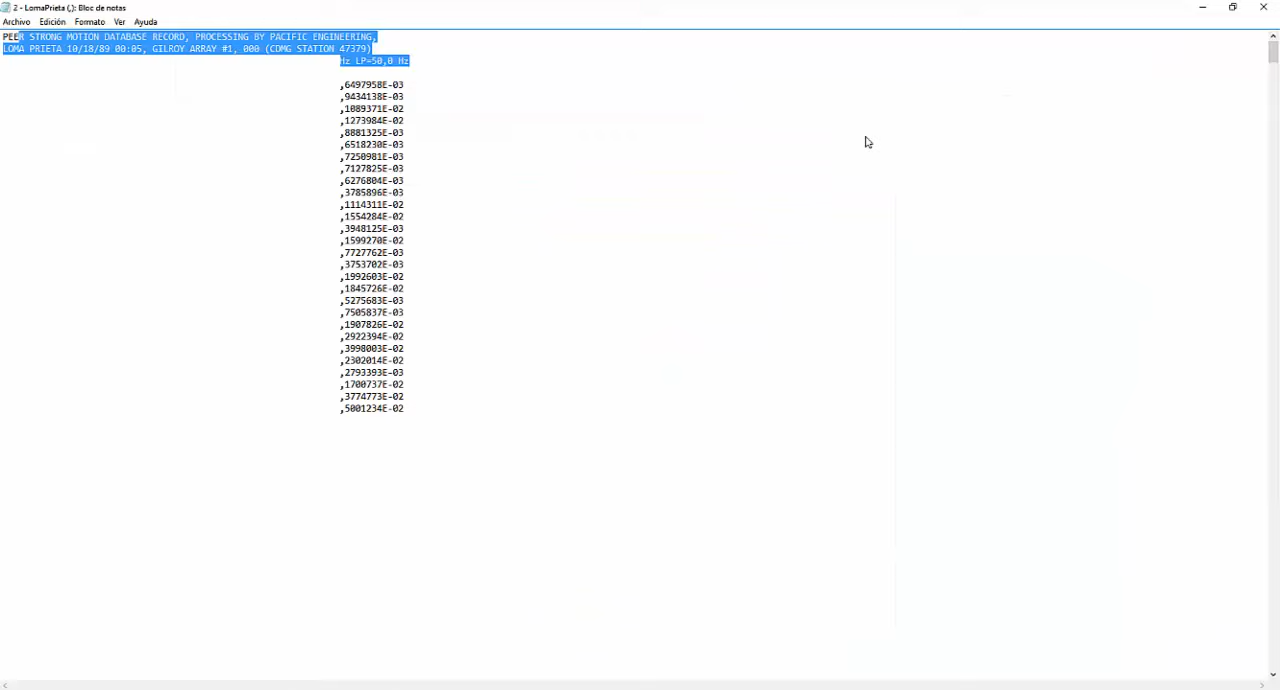 2 - LomaPrieta (,): Bloc de notas
Archivo Edición Formato Ver Ayuda
PEER STRONG MOTION DATABASE RECORD, PROCESSING BY PACIFIC ENGINEERING,
LOMA PRIETA 10/18/89 00:05, GILROY ARRAY #1, 000 (CDMG STATION 47379)
Hz LP=50,0 Hz
,6497958E-03
,9434138E-03
,1089371E-02
,1273984E-02
,8881325E-03
,6518230E-03
,7250981E-03
,7127825E-03
,6276804E-03
,3785896E-03
,1114311E-02
,1554284E-02
,3948125E-03
,1599270E-02
,7727762E-03
,3753702E-03
,1992603E-02
,1845726E-02
,5275683E-03
,7505837E-03
,1907826E-02
,2922394E-02
,3998003E-02
,2302014E-02
,2793393E-03
,1700737E-02
,3774773E-02
,5001234E-02